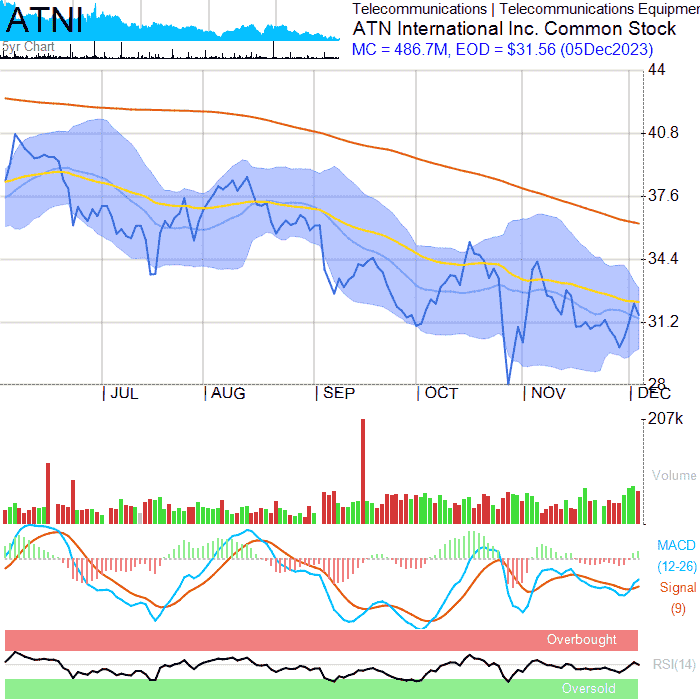 ATNI
5yr Chart
Telecommunications | Telecommunications Equipmen
ATN International Inc. Common Stock
MC = 486.7M, EOD = $31.56 (05Dec2023)
44
40.8
37.6
34.4
31.2
28
JUL AUG SEP OCT NOV DEC
207k
Volume
MACD
(12-26)
Signal
(9)
Overbought
RSI(14)
Oversold